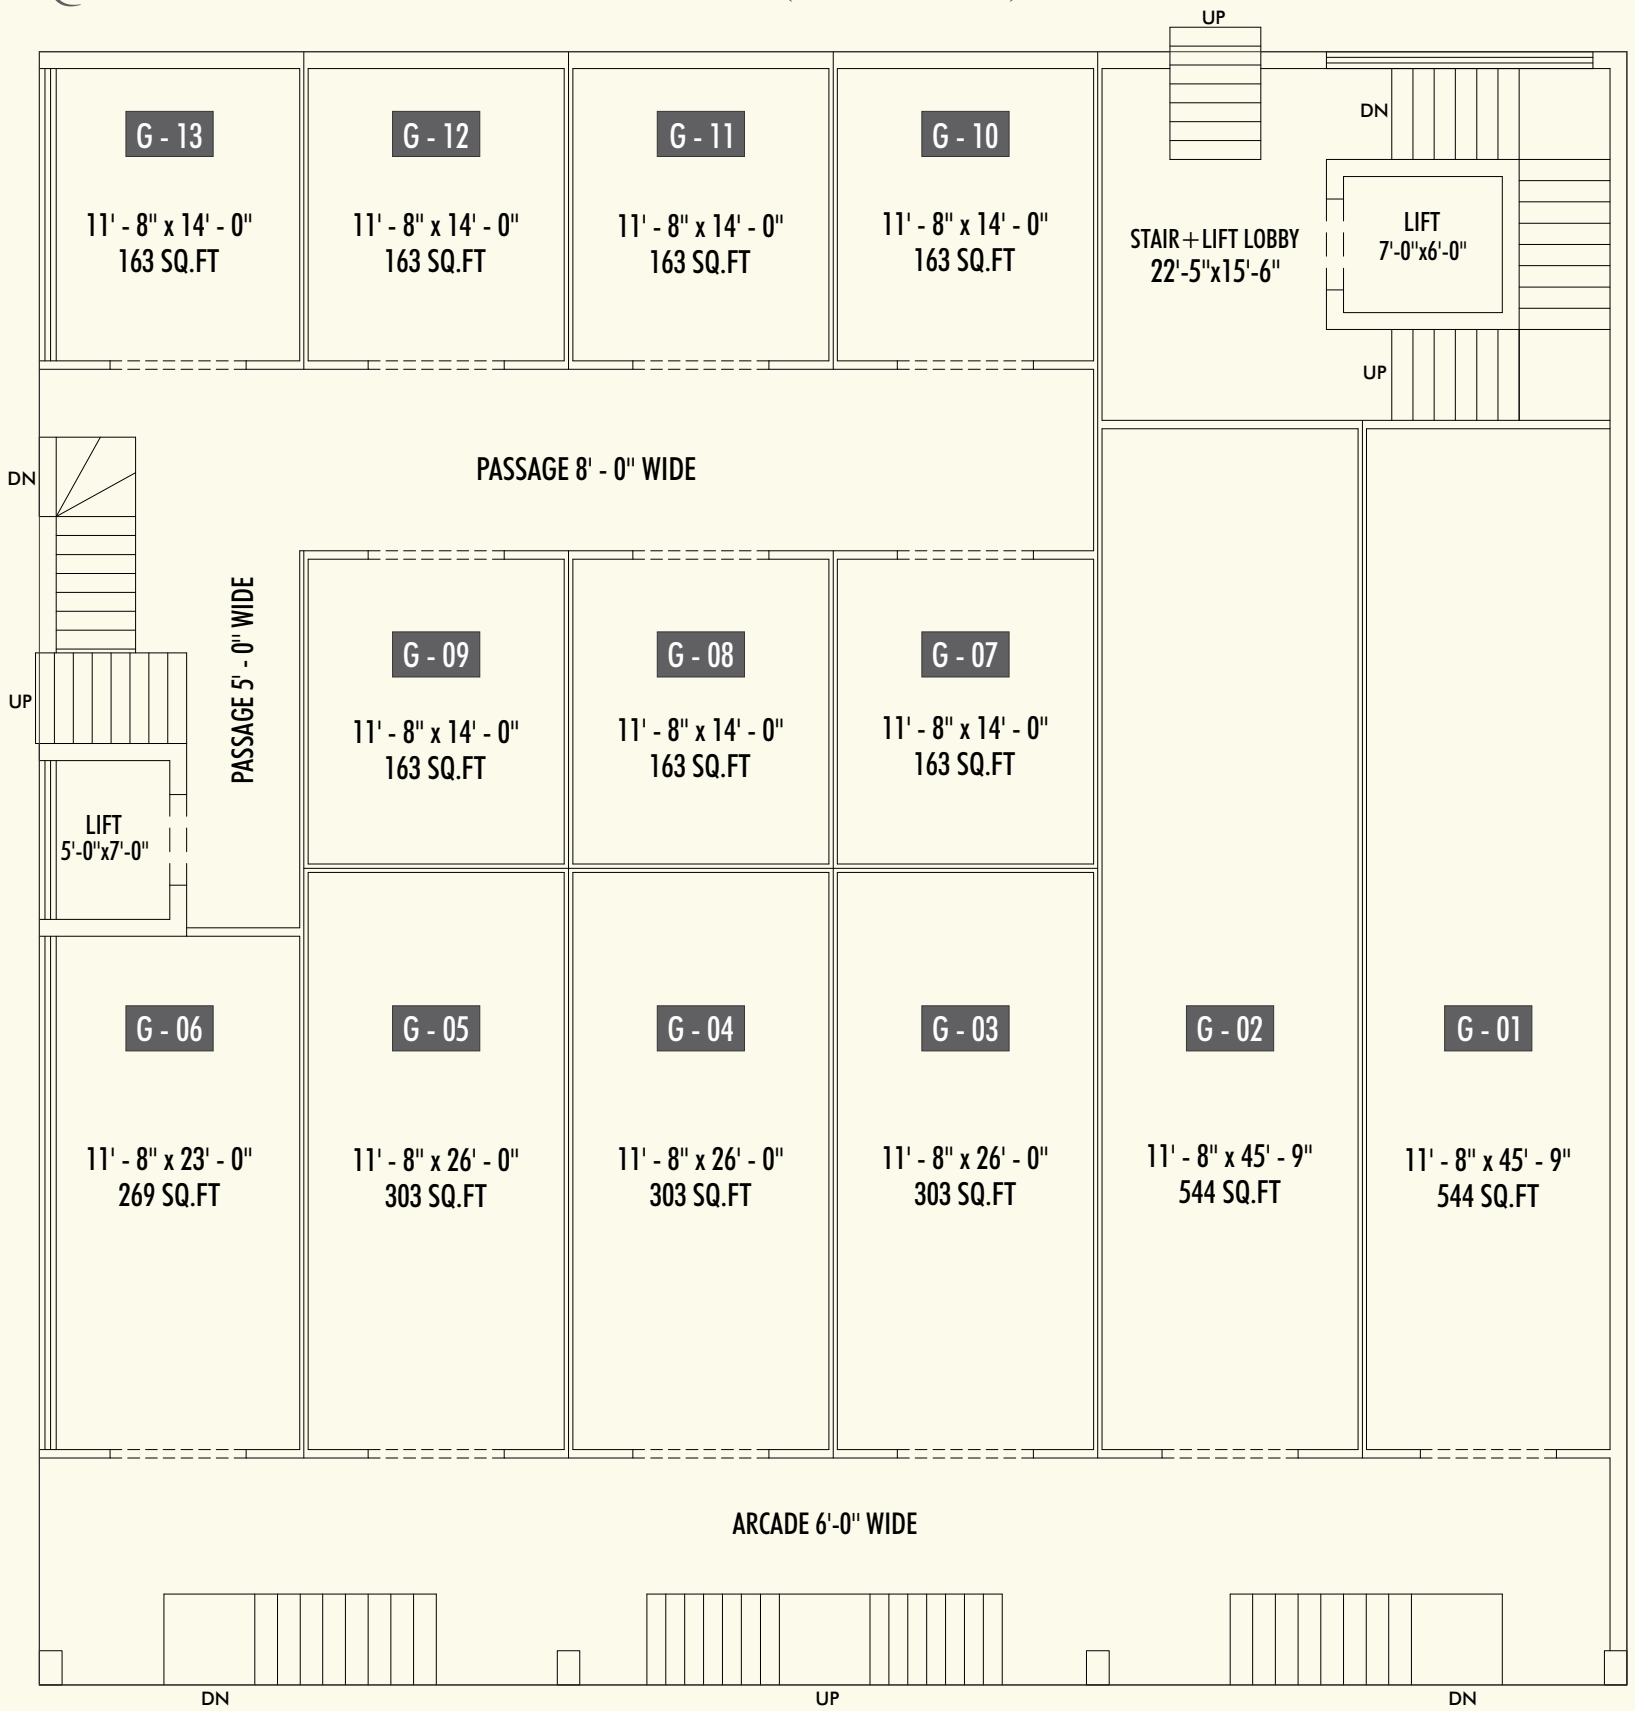 UP
G - 13
11' - 8" x 14' - 0"
163 SQ.FT
G - 12
11' - 8" x 14' - 0"
163 SQ.FT
G - 11
11' - 8" x 14' - 0"
163 SQ.FT
G - 10
11' - 8" x 14' - 0"
163 SQ.FT
STAIR+LIFT LOBBY
22'-5"x15'-6"
DN
LIFT
7'-0"x6'-0"
UP
PASSAGE 8' - 0" WIDE
DN
UP
PASSAGE 5' - 0" WIDE
LIFT
5'-0"x7'-0"
G - 09
11' - 8" x 14' - 0"
163 SQ.FT
G - 08
11' - 8" x 14' - 0"
163 SQ.FT
G - 07
11' - 8" x 14' - 0"
163 SQ.FT
G - 06
11' - 8" x 23' - 0"
269 SQ.FT
G - 05
11' - 8" x 26' - 0"
303 SQ.FT
G - 04
11' - 8" x 26' - 0"
303 SQ.FT
G - 03
11' - 8" x 26' - 0"
303 SQ.FT
G - 02
11' - 8" x 45' - 9"
544 SQ.FT
G - 01
11' - 8" x 45' - 9"
544 SQ.FT
ARCADE 6'-0" WIDE
DN
UP
DN